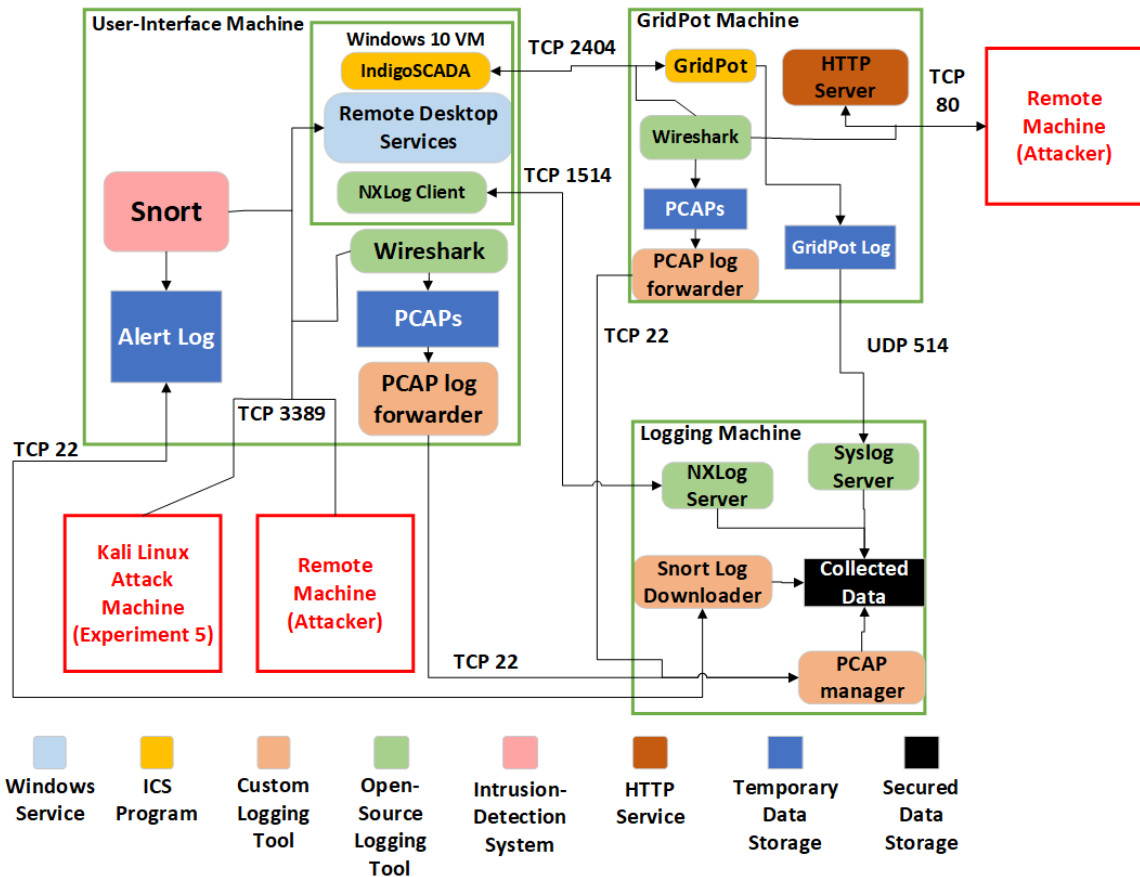 User-Interface Machine
Windows 10 VM
IndigoSCADA
Remote Desktop
Services
NXLog Client
Snort
Alert Log
Wireshark
PCAPs
PCAP log
forwarder
TCP 2404
TCP 1514
GridPot Machine
GridPot
HTTP
Server
Wireshark
PCAPs
PCAP log
forwarder
GridPot Log
TCP
80
Remote
Machine
(Attacker)
TCP 22
UDP 514
TCP 3389
TCP 22
Kali Linux
Attack
Machine
(Experiment 5)
Remote
Machine
(Attacker)
TCP 22
Logging Machine
NXLog
Server
Syslog
Server
Snort Log
Downloader
Collected
Data
PCAP
manager
Windows
Service
ICS
Program
Custom
Logging
Tool
Open-
Source
Logging
Tool
Intrusion-
Detection
System
HTTP
Service
Temporary
Data
Storage
Secured
Data
Storage